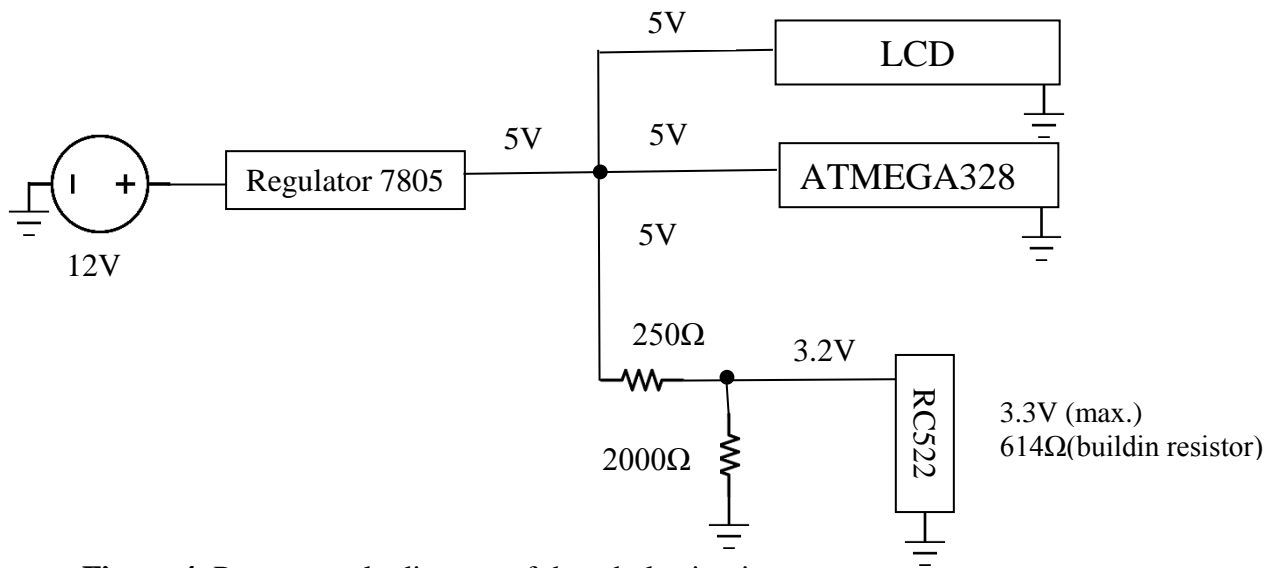 5V
LCD
5V
5V
Regulator 7805
ATMEGA328
12V
5V
250Ω
3.2V
RC522
3.3V (max.)
614Ω(buildin resistor)
2000Ω